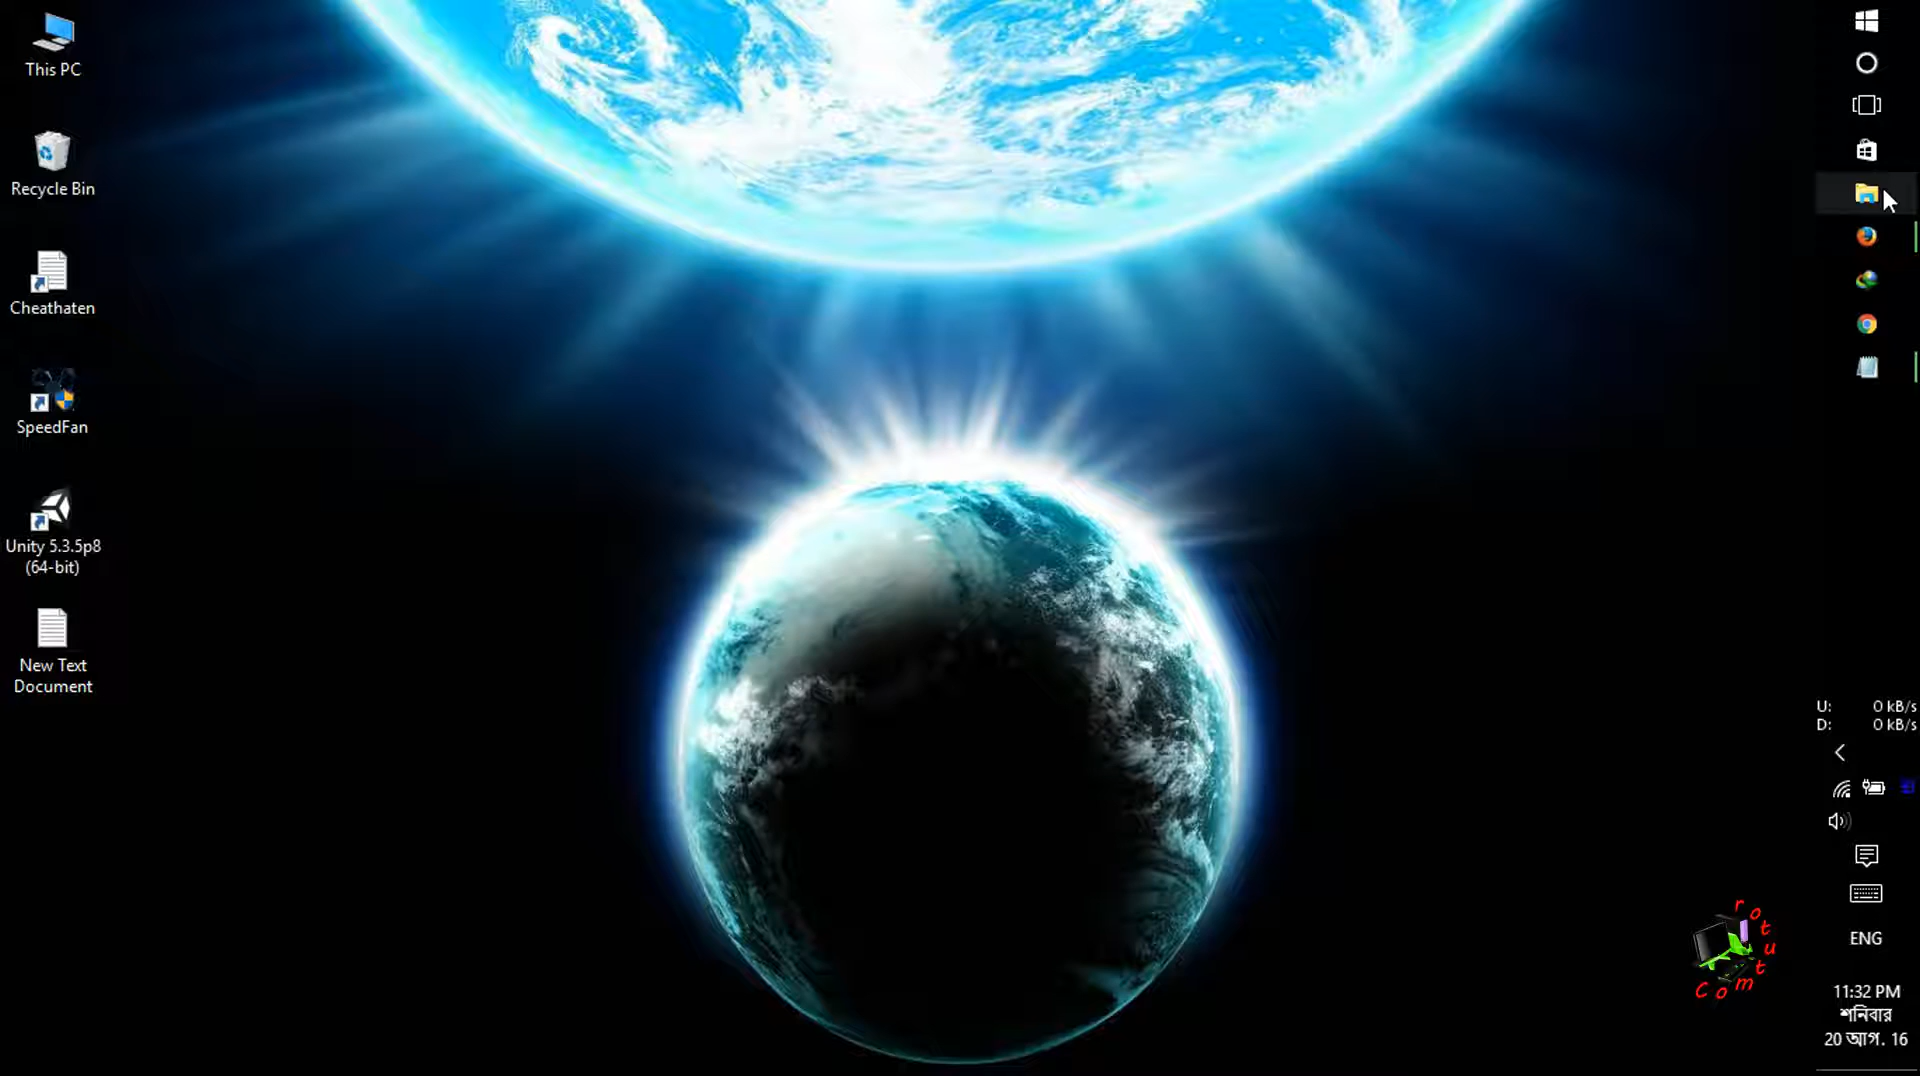 This PC
Recycle Bin
Cheathaten
SpeedFan
Unity 5.3.5p8
(64-bit)
New Text
Document
U: 0 kB/s
D: 0 kB/s
ENG
11:32 PM
শনিবার
20 আগ. 16
Comtutor